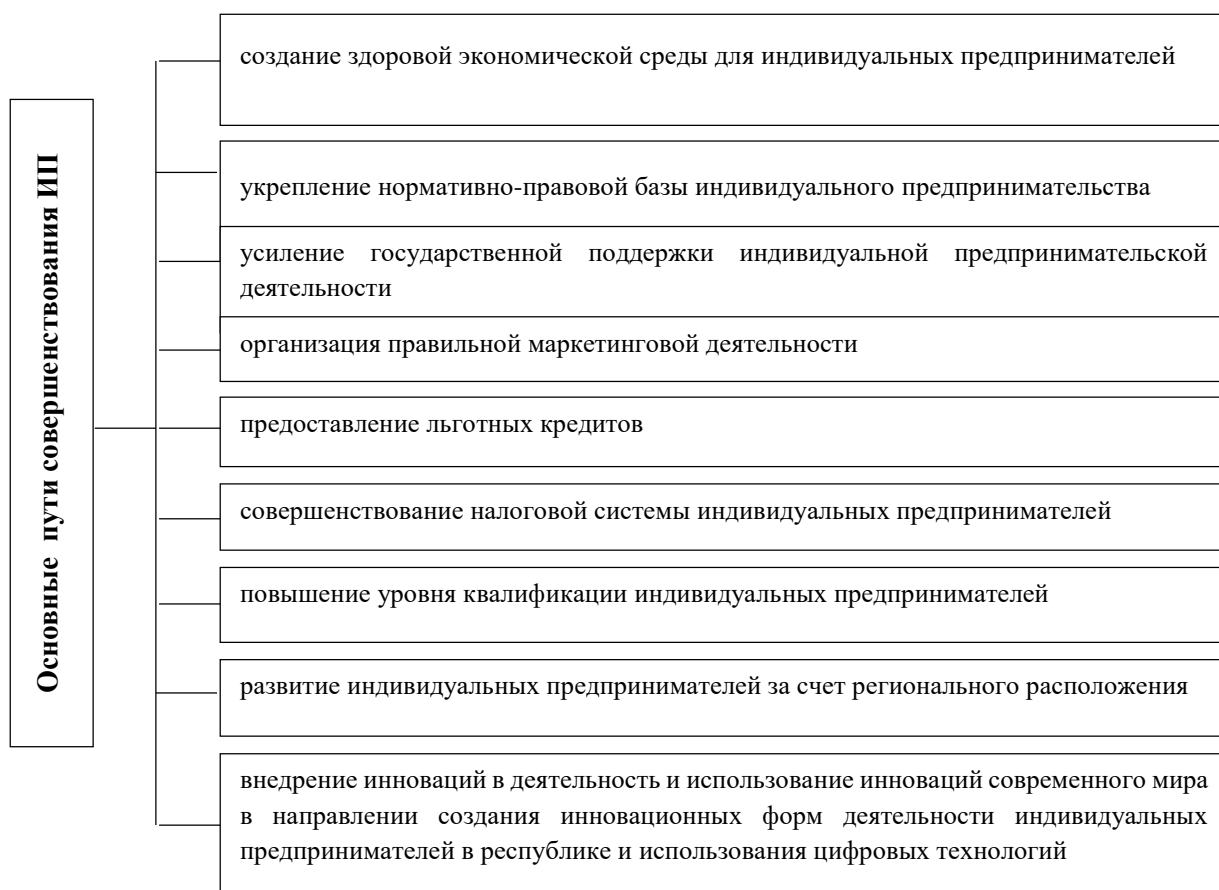 Основные пути совершенствования ИП
создание здоровой экономической среды для индивидуальных предпринимателей
укрепление нормативно-правовой базы индивидуального предпринимательства
усиление государственной поддержки индивидуальной предпринимательской
деятельности
организация правильной маркетинговой деятельности
предоставление льготных кредитов
совершенствование налоговой системы индивидуальных предпринимателей
повышение уровня квалификации индивидуальных предпринимателей
развитие индивидуальных предпринимателей за счет регионального расположения
внедрение инноваций в деятельность и использование инноваций современного мира
в направлении создания инновационных форм деятельности индивидуальных
предпринимателей в республике и использования цифровых технологий